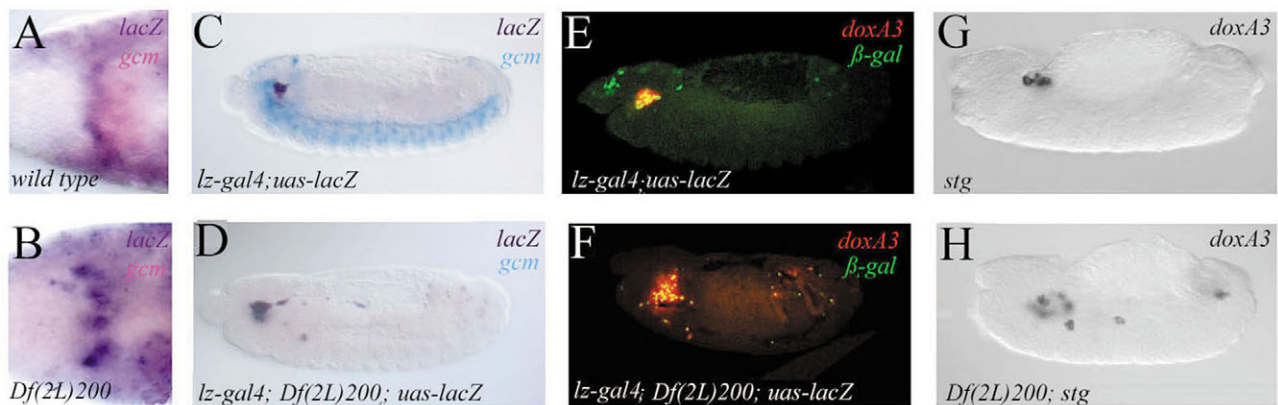 A
lacZ
gcm
wild type
B
lacZ
gcm
Df(2L)200
C
lacZ
gcm
lz-gal4;uas-lacZ
D
lacZ
gcm
lz-gal4; Df(2L)200; uas-lacZ
E
doxA3
ß-gal
lz-gal4;uas-lacZ
F
doxA3
ß-gal
lz-gal4; Df(2L)200; uas-lacZ
G
doxA3
stg
H
doxA3
Df(2L)200; stg